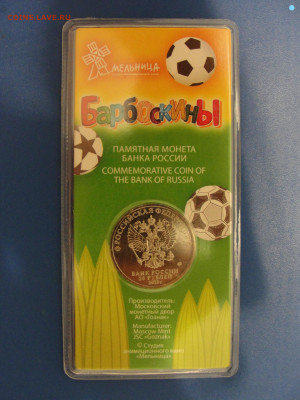 МЕЛЬНИЦА
Барбоскины
ПАМЯТНАЯ МОНЕТА
БАНКА РОССИИ
COMMEMORATIVE COIN OF
THE BANK OF RUSSIA
РОССИЙСКАЯ ФЕДЕРАЦИЯ
БАНК РОССИИ
25 РУБЛЕЙ
Производитель:
Московский
монетный двор
АО «Гознак»
Manufacturer:
Moscow Mint
JSC «Goznak»
© Студия
анимационного кино
«Мельница»